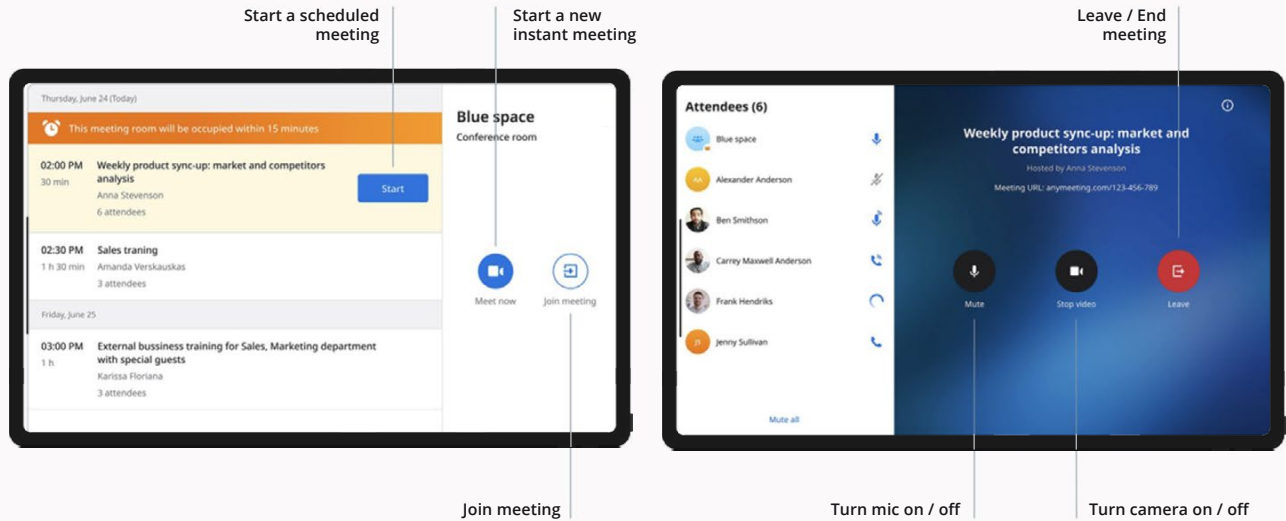 Start a scheduled
meeting
Start a new
instant meeting
Leave / End
meeting
Thursday, June 24 (Today)
This meeting room will be occupied within 15 minutes
02:00 PM Weekly product sync-up: market and competitors
analysis
30 min
Anna Stevenson
6 attendees
Start
02:30 PM Sales traning
1 h 30 min Amanda Verskauskas
3 attendees
Friday, June 25
03:00 PM External bussiness training for Sales, Marketing department
1 h with special guests
Karissa Floriana
3 attendees
Blue space
Conference room
Meet now
Join meeting
Attendees (6)
Blue space
AA Alexander Anderson
Ben Smithson
Carrey Maxwell Anderson
Frank Hendriks
JS Jenny Sullivan
Mute all
Weekly product sync-up: market and
competitors analysis
Hosted by Anna Stevenson
Meeting URL: anymeeting.com/123-456-789
Mute
Stop video
Leave
Join meeting
Turn mic on / off
Turn camera on / off